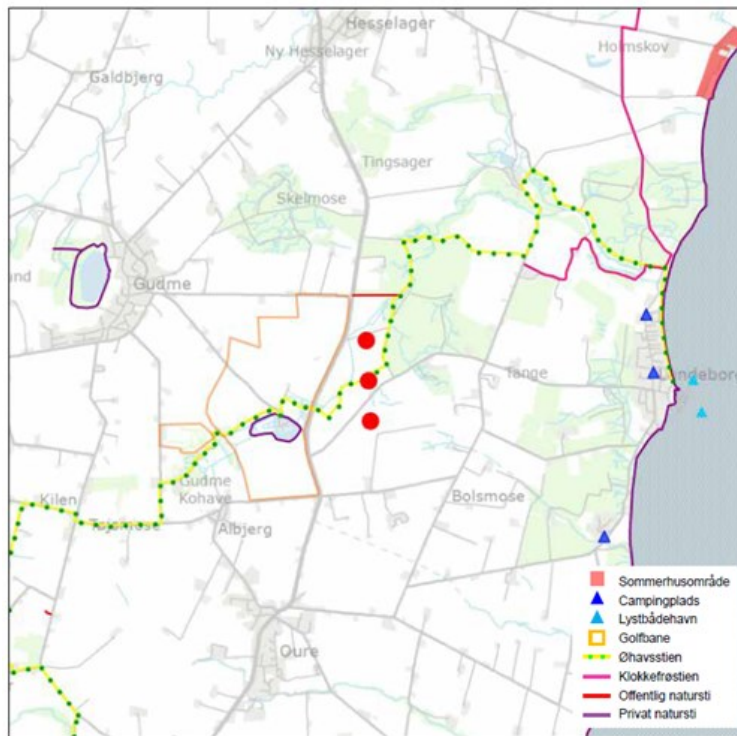 Hesselager
Ny Hesselager
Holmskov
Galdbjerg
Tingsager
Skelmose
Gudme
Tange
Gudme
Kohave
Kilen
Bolsmose
Albjerg
Oure
Sommerhusområde
Campingplads
Lystbådehavn
Golfbane
Øhavsstien
Klokkefrøstien
Offentlig natursti
Privat natursti